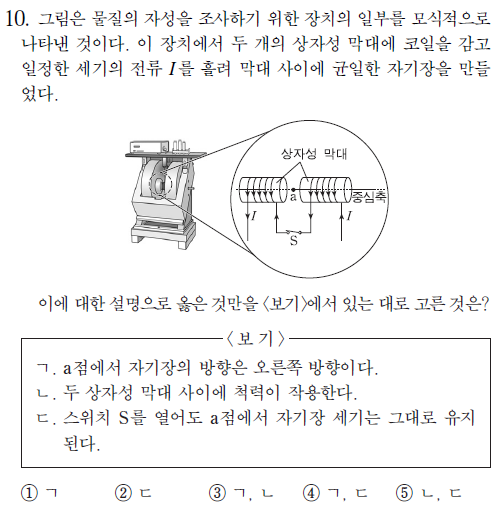 10. 그림은 물질의 자성을 조사하기 위한 장치의 일부를 모식적으로
나타낸 것이다. 이 장치에서 두 개의 상자성 막대에 코일을 감고
일정한 세기의 전류 I를 흘려 막대 사이에 균일한 자기장을 만들
었다.
상자성 막대
a
중심축
I
I
S
이에 대한 설명으로 옳은 것만을 〈보기〉에서 있는 대로 고른 것은?
〈보 기〉
ㄱ. a점에서 자기장의 방향은 오른쪽 방향이다.
ㄴ. 두 상자성 막대 사이에 척력이 작용한다.
ㄷ. 스위치 S를 열어도 a점에서 자기장 세기는 그대로 유지
된다.
① ㄱ ② ㄷ ③ ㄱ, ㄴ ④ ㄱ, ㄷ ⑤ ㄴ, ㄷ